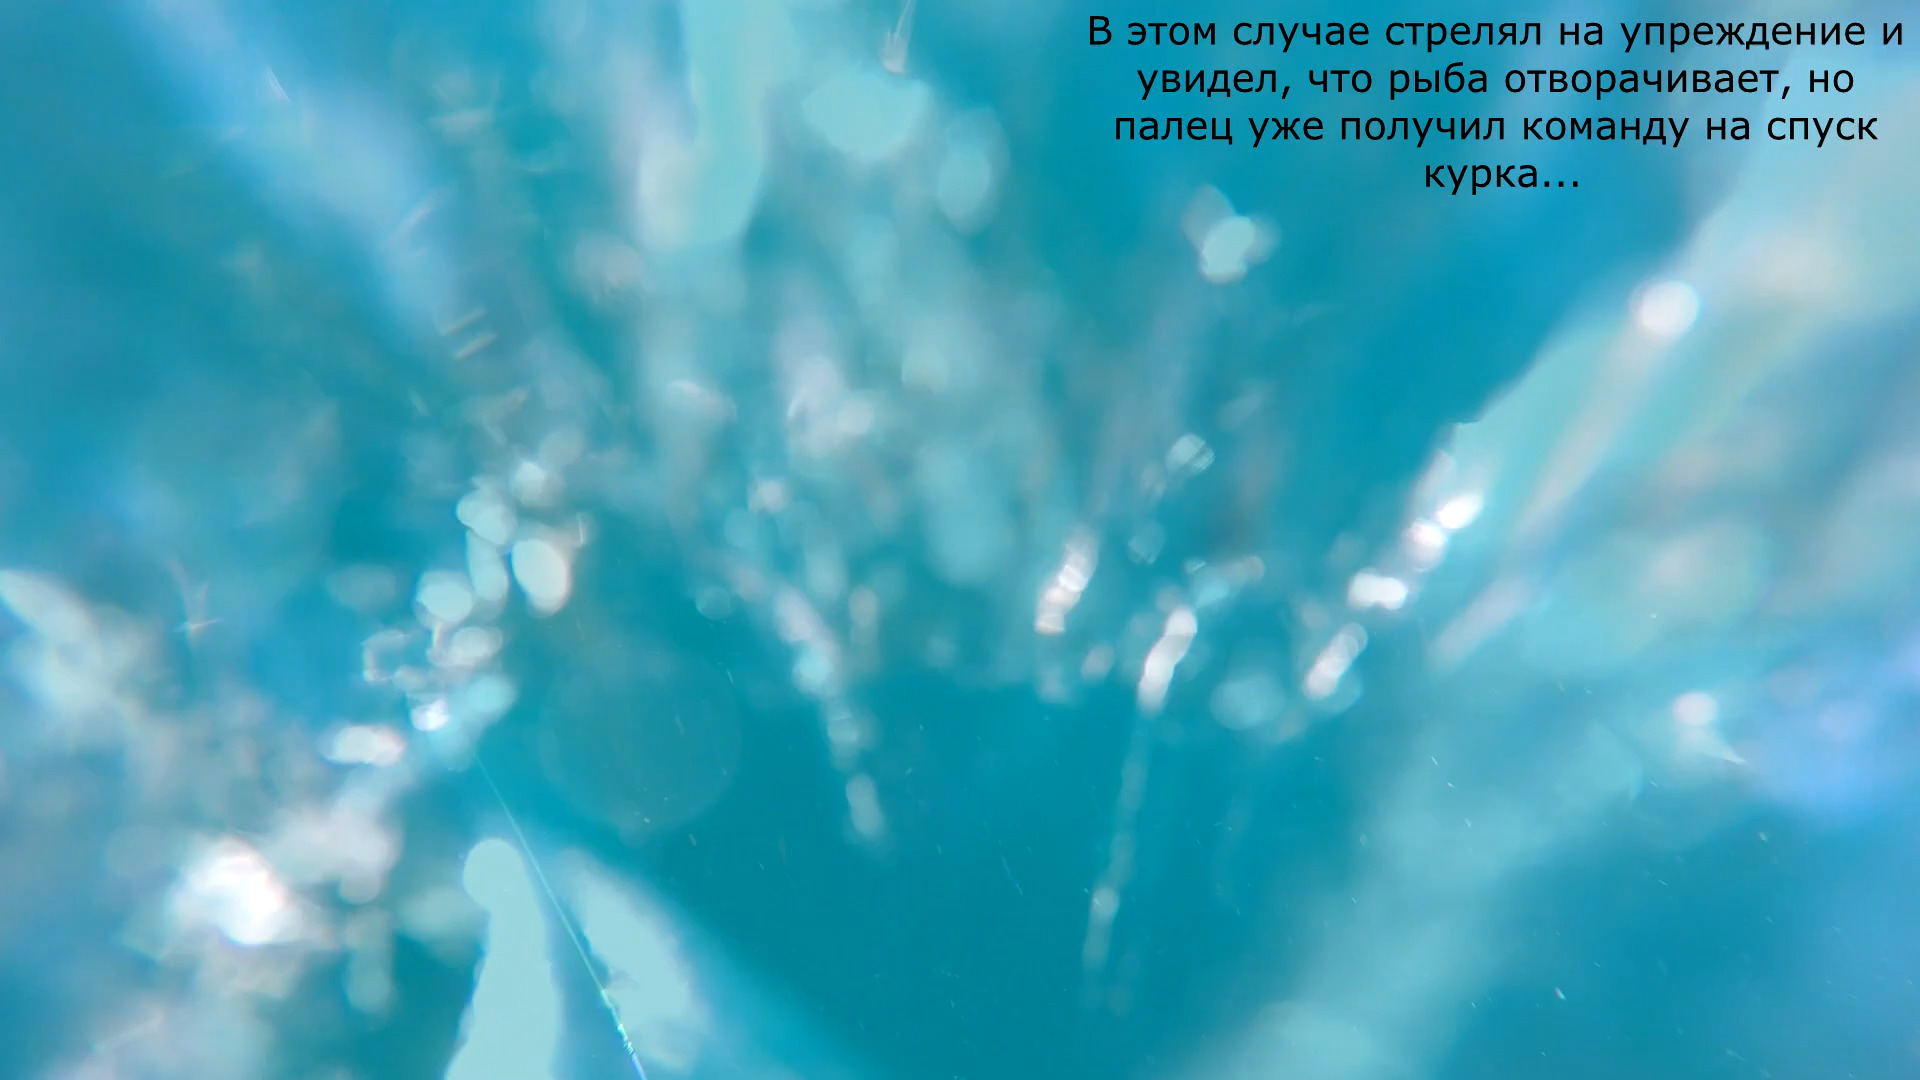 В этом случае стрелял на упреждение и
увидел, что рыба отворачивает, но
палец уже получил команду на спуск
курка...